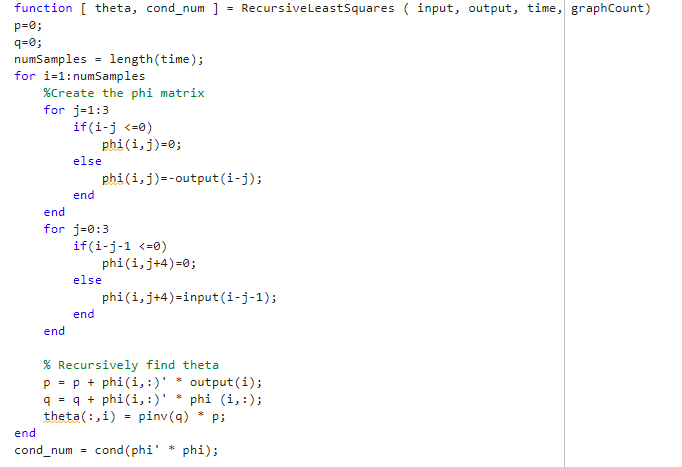 function [ theta, cond_num ] = RecursiveLeastSquares ( input, output, time, graphCount)
p=0;
q=0;
numSamples = length(time);
for i=1:numSamples
    %Create the phi matrix
    for j=1:3
        if(i-j <=0)
            phi(i,j)=0;
        else
            phi(i,j)=-output(i-j);
        end
    end
    for j=0:3
        if(i-j-1 <=0)
            phi(i,j+4)=0;
        else
            phi(i,j+4)=input(i-j-1);
        end
    end

    % Recursively find theta
    p = p + phi(i,:)' * output(i);
    q = q + phi(i,:)' * phi (i,:);
    theta(:,i) = pinv(q) * p;
end
cond_num = cond(phi' * phi);